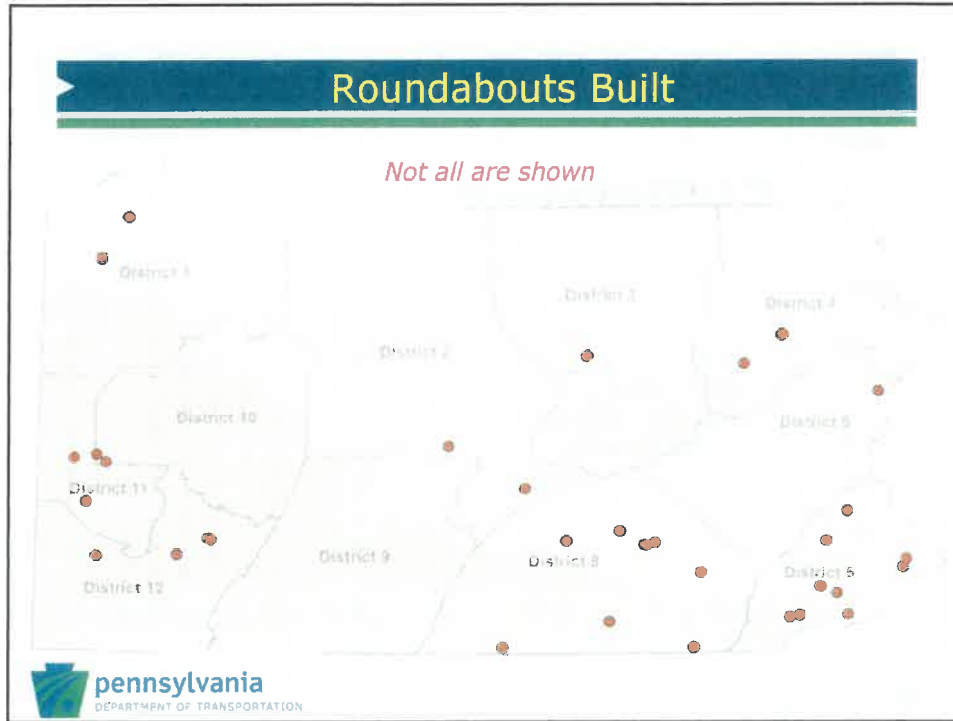 Roundabouts Built
Not all are shown
District 1
District 3
District 4
District 2
District 10
District 5
District 11
District 9
District 8
District 6
District 12
pennsylvania
DEPARTMENT OF TRANSPORTATION